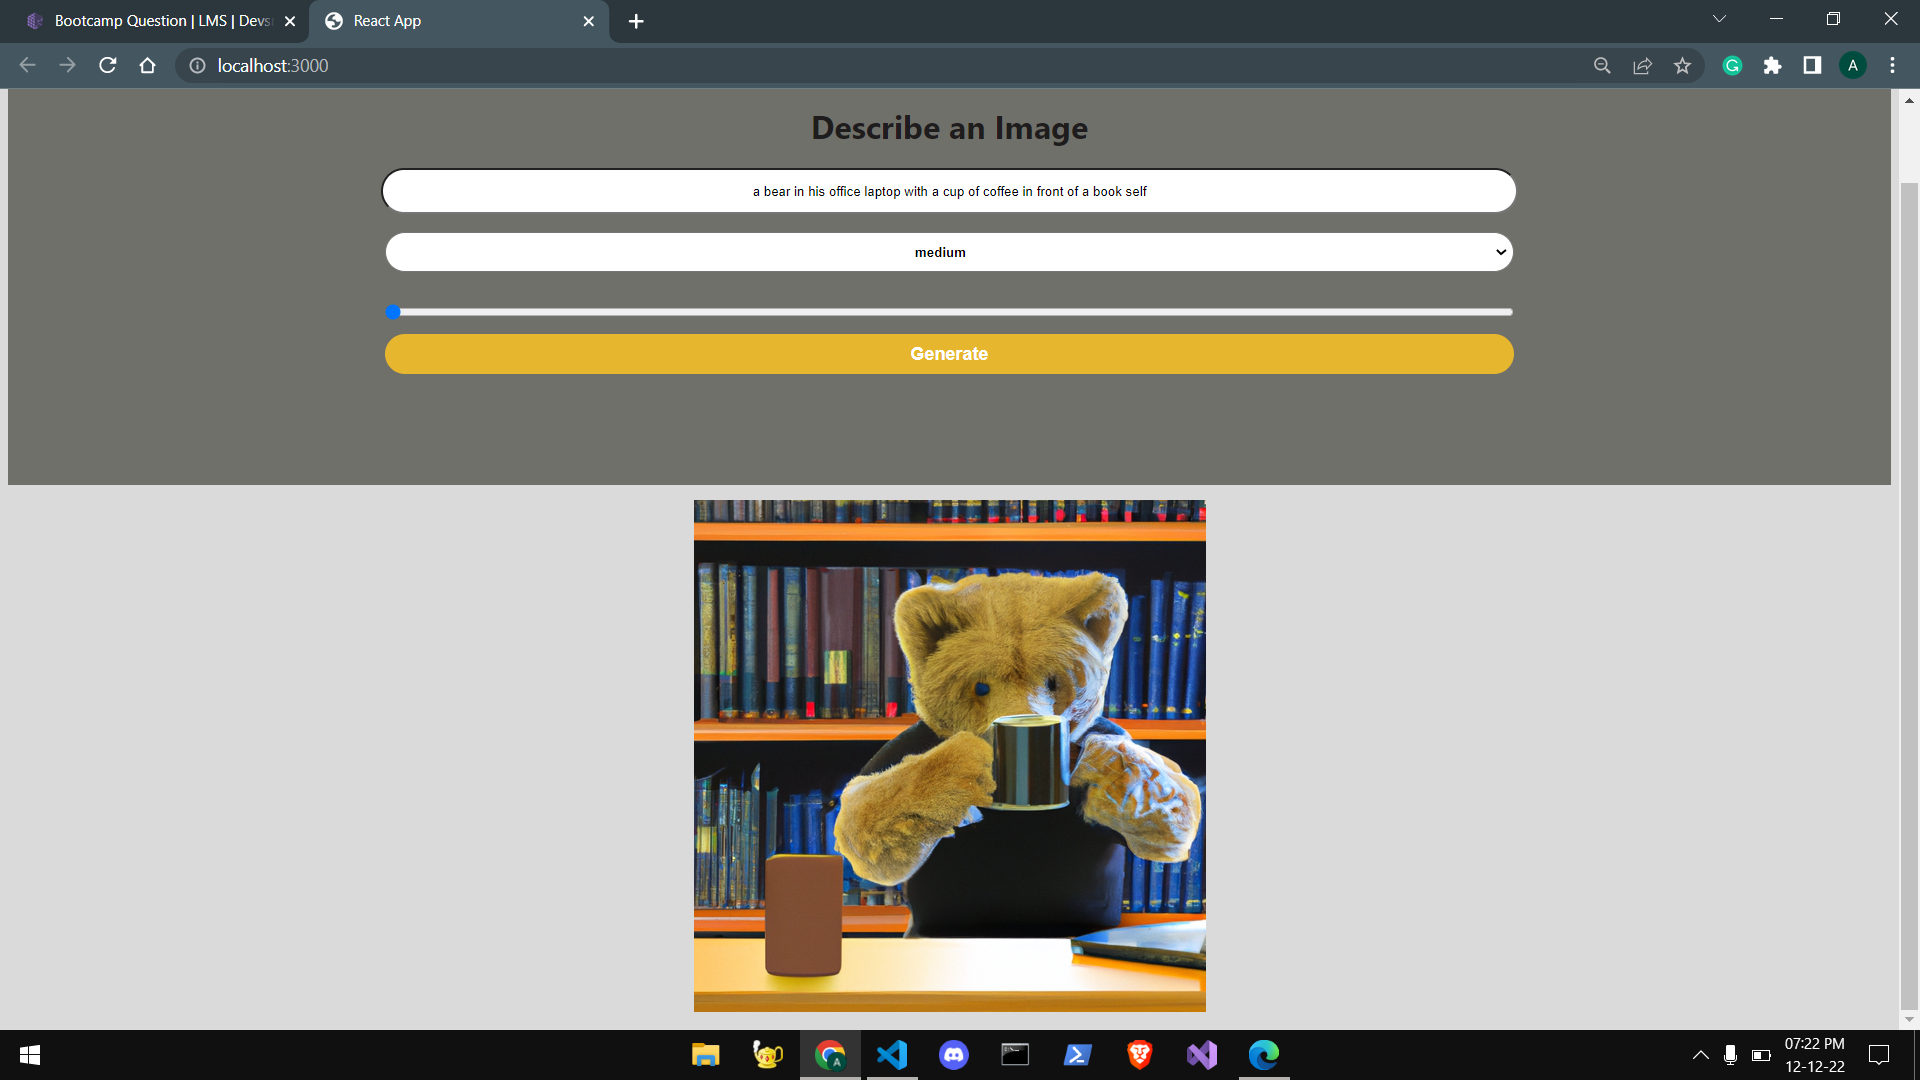 Bootcamp Question | LMS | Devs
React App
localhost:3000
A
Describe an Image
a bear in his office laptop with a cup of coffee in front of a book self
medium
Generate
07:22 PM
12-12-22